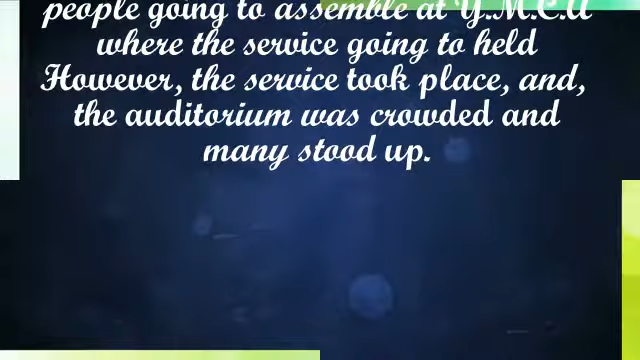 people going to assemble at Y.M.C.A
where the service going to held
However, the service took place, and,
the auditorium was crowded and
many stood up.